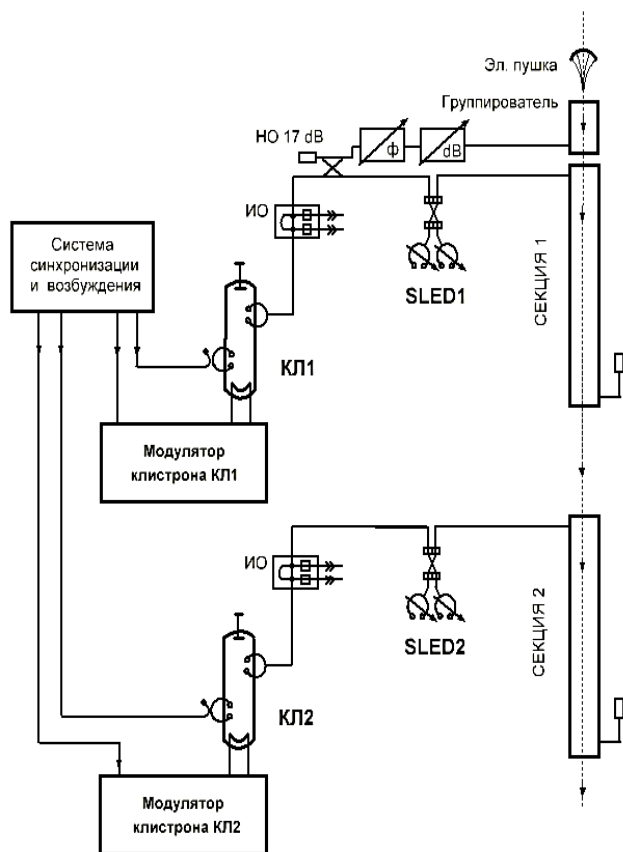 Эл. пушка
Группирователь
НО 17 dB
ф
dB
ИО
Система
синхронизации
и возбуждения
SLED1
СЕКЦИЯ 1
КЛ1
Модулятор
клистрона КЛ1
ИО
SLED2
СЕКЦИЯ 2
КЛ2
Модулятор
клистрона КЛ2